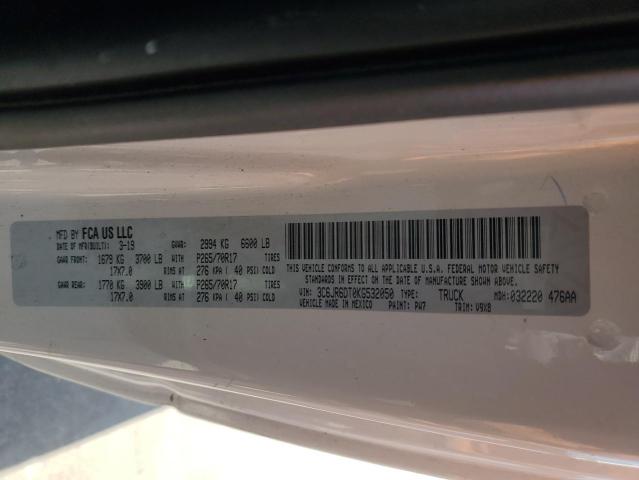 MFD BY FCA US LLC
DATE OF MFR(BUILT): 3-19 GAWR: 2994 KG 6600 LB
GAWR FRONT: 1679 KG 3700 LB WITH P265/70R17 TIRES
17X7.0 RIMS AT 276 KPA ( 40 PSI) COLD
GAWR REAR: 1770 KG 3900 LB WITH P265/70R17 TIRES
17X7.0 RIMS AT 276 KPA ( 40 PSI) COLD
THIS VEHICLE CONFORMS TO ALL APPLICABLE U.S.A. FEDERAL MOTOR VEHICLE SAFETY
STANDARDS IN EFFECT ON THE DATE OF MANUFACTURE SHOWN ABOVE.
VIN: 3C6JR6DT0KG532050 TYPE: TRUCK MDH: 032220 476AA
VEHICLE MADE IN MEXICO PAINT: PW7 TRIM: V9X8